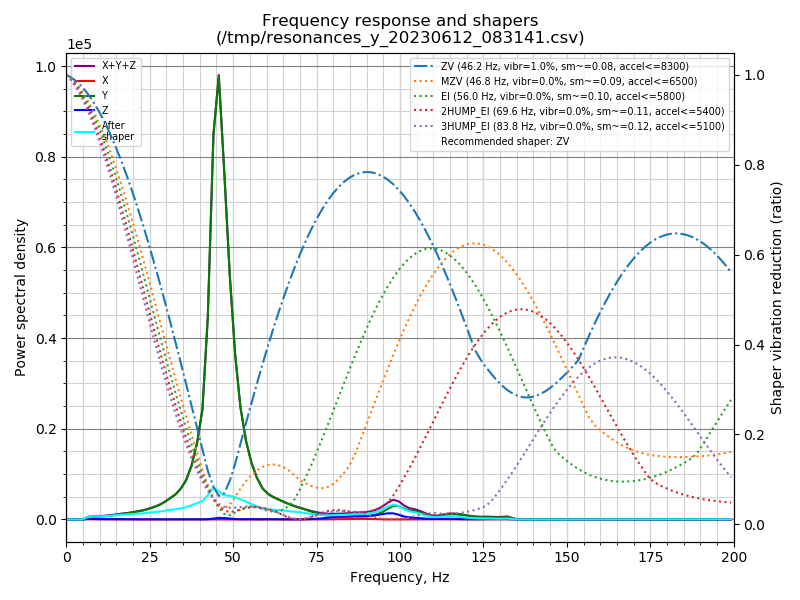 Frequency response and shapers
(/tmp/resonances_y_20230612_083141.csv)
1e5
X+Y+Z
X
Y
Z
After
shaper
ZV (46.2 Hz, vibr=1.0%, sm~=0.08, accel<=8300)
MZV (46.8 Hz, vibr=0.0%, sm~=0.09, accel<=6500)
EI (56.0 Hz, vibr=0.0%, sm~=0.10, accel<=5800)
2HUMP_EI (69.6 Hz, vibr=0.0%, sm~=0.11, accel<=5400)
3HUMP_EI (83.8 Hz, vibr=0.0%, sm~=0.12, accel<=5100)
Recommended shaper: ZV
Power spectral density
1.0
0.8
0.6
0.4
0.2
0.0
Shaper vibration reduction (ratio)
1.0
0.8
0.6
0.4
0.2
0.0
0 25 50 75 100 125 150 175 200
Frequency, Hz